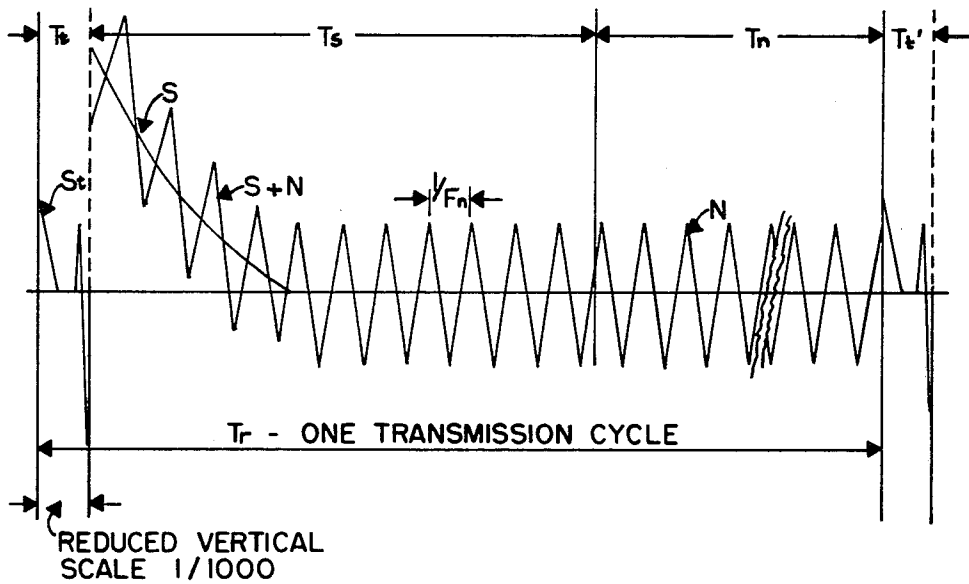 Tt
Ts
Tn
Tt'
S
St
S+N
1/Fn
N
Tr - ONE TRANSMISSION CYCLE
REDUCED VERTICAL
SCALE 1/1000